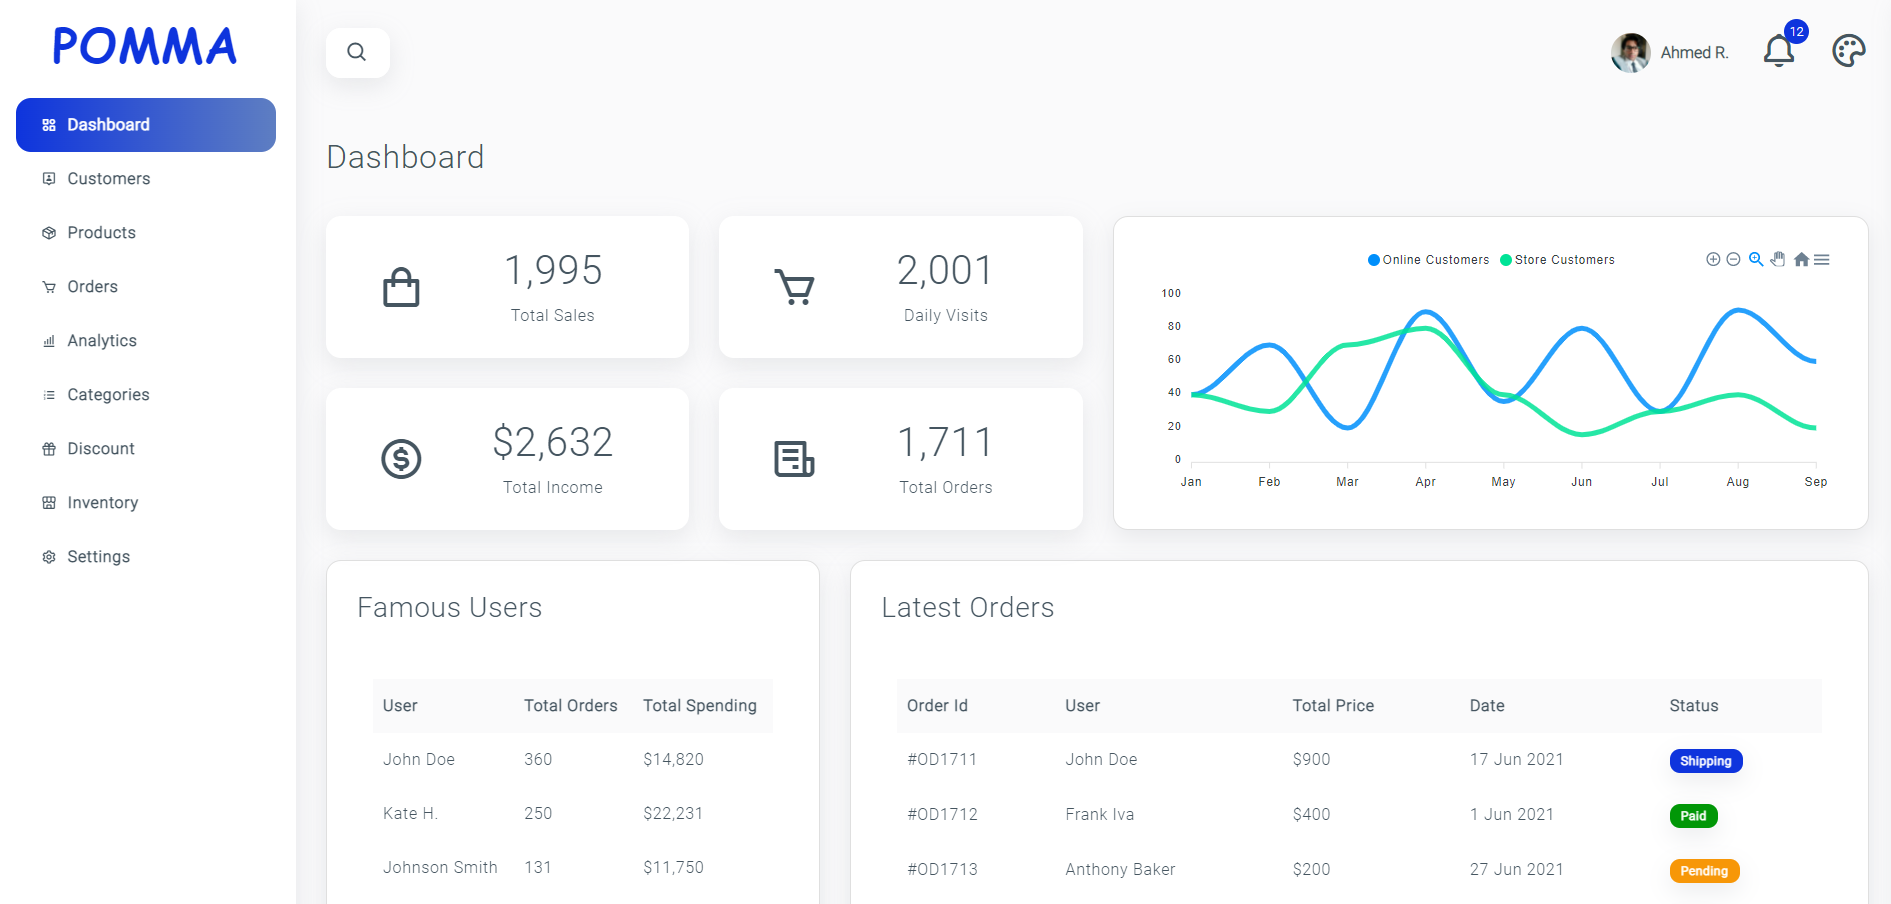 POMMA
Dashboard
Customers
Products
Orders
Analytics
Categories
Discount
Inventory
Settings
Ahmed R.
12
Dashboard
1,995
Total Sales
2,001
Daily Visits
$2,632
Total Income
1,711
Total Orders
Online Customers Store Customers
100
80
60
40
20
0
Jan Feb Mar Apr May Jun Jul Aug Sep
Famous Users
User Total Orders Total Spending
John Doe 360 $14,820
Kate H. 250 $22,231
Johnson Smith 131 $11,750
Latest Orders
Order Id User Total Price Date Status
#OD1711 John Doe $900 17 Jun 2021 Shipping
#OD1712 Frank Iva $400 1 Jun 2021 Paid
#OD1713 Anthony Baker $200 27 Jun 2021 Pending